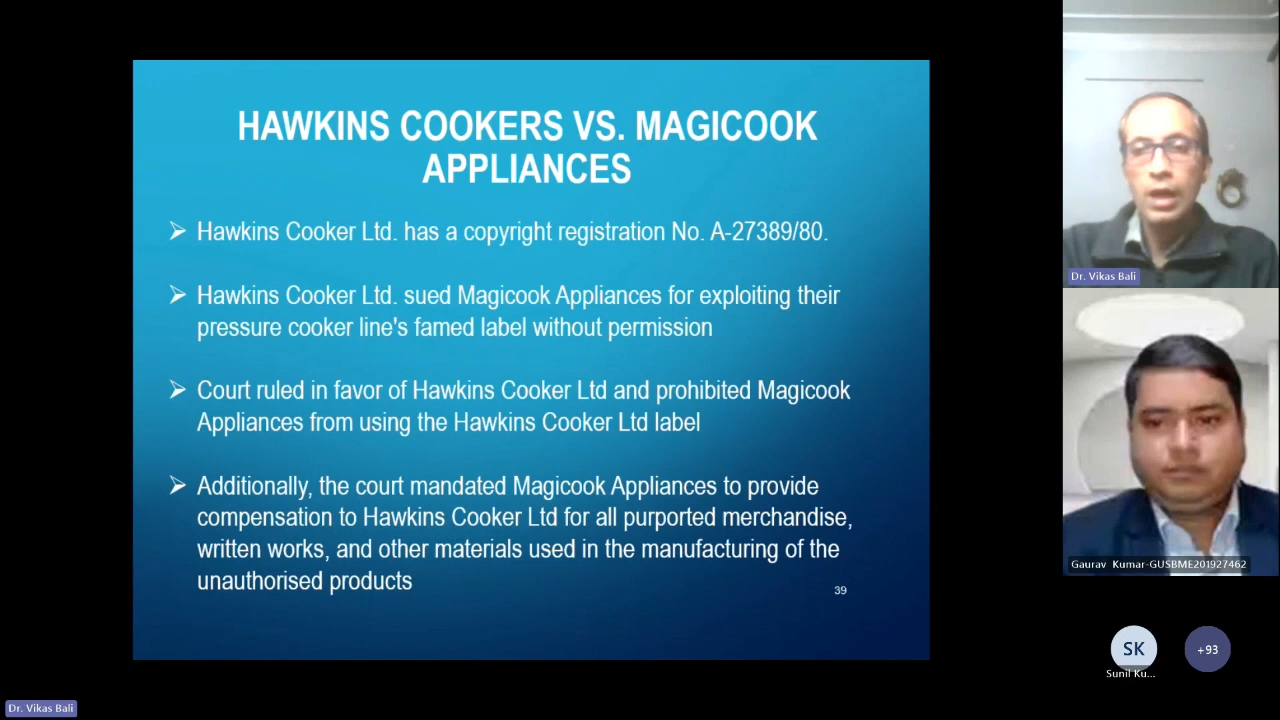 HAWKINS COOKERS VS. MAGICOOK
APPLIANCES
➢ Hawkins Cooker Ltd. has a copyright registration No. A-27389/80.
➢ Hawkins Cooker Ltd. sued Magicook Appliances for exploiting their
pressure cooker line's famed label without permission
➢ Court ruled in favor of Hawkins Cooker Ltd and prohibited Magicook
Appliances from using the Hawkins Cooker Ltd label
➢ Additionally, the court mandated Magicook Appliances to provide
compensation to Hawkins Cooker Ltd for all purported merchandise,
written works, and other materials used in the manufacturing of the
unauthorised products
39
Dr. Vikas Bali
Gaurav Kumar-GUSBME201927462
SK
Sunil Ku...
+93
Dr. Vikas Bali